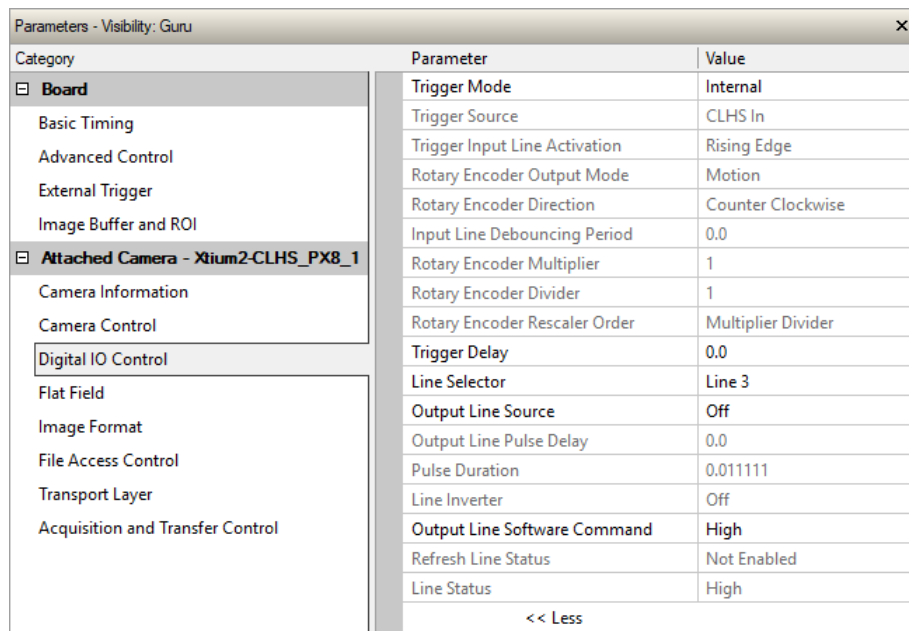 Parameters - Visibility: Guru
Category
Board
Basic Timing
Advanced Control
External Trigger
Image Buffer and ROI
Attached Camera - Xtium2-CLHS_PX8_1
Camera Information
Camera Control
Digital IO Control
Flat Field
Image Format
File Access Control
Transport Layer
Acquisition and Transfer Control
Parameter Value
Trigger Mode Internal
Trigger Source CLHS In
Trigger Input Line Activation Rising Edge
Rotary Encoder Output Mode Motion
Rotary Encoder Direction Counter Clockwise
Input Line Debouncing Period 0.0
Rotary Encoder Multiplier 1
Rotary Encoder Divider 1
Rotary Encoder Rescaler Order Multiplier Divider
Trigger Delay 0.0
Line Selector Line 3
Output Line Source Off
Output Line Pulse Delay 0.0
Pulse Duration 0.011111
Line Inverter Off
Output Line Software Command High
Refresh Line Status Not Enabled
Line Status High
<< Less